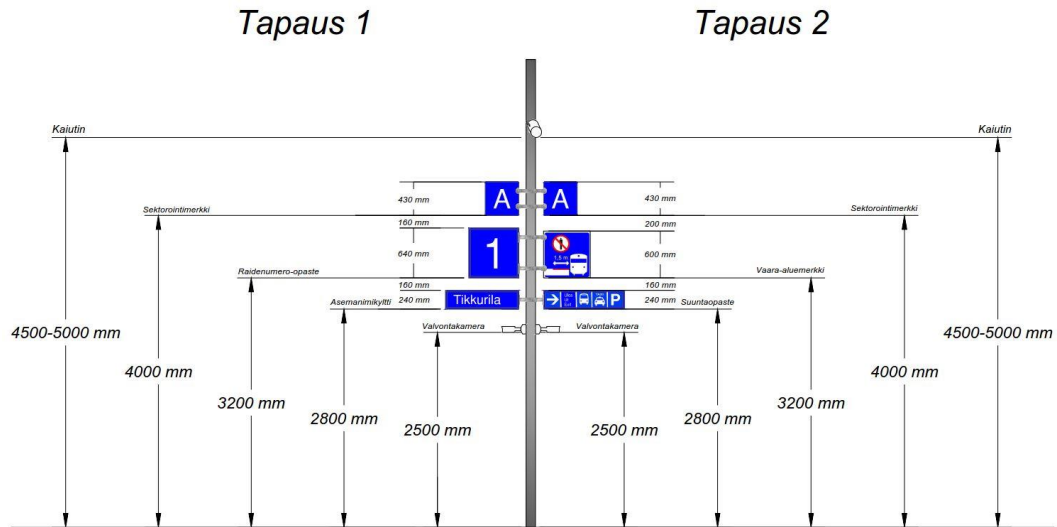 Tapaus 1
Tapaus 2
Kaiutin
Kaiutin
430 mm
A
A
430 mm
Sektorointimerkki
Sektorointimerkki
160 mm
200 mm
640 mm
1
1,5 m
600 mm
Raidenumero-opaste
Vaara-aluemerkki
160 mm
160 mm
Asemanimikyltti
240 mm
Tikkurila
P
240 mm
Suuntaopaste
Valvontakamera
Valvontakamera
4500-5000 mm
4500-5000 mm
4000 mm
4000 mm
3200 mm
3200 mm
2800 mm
2800 mm
2500 mm
2500 mm